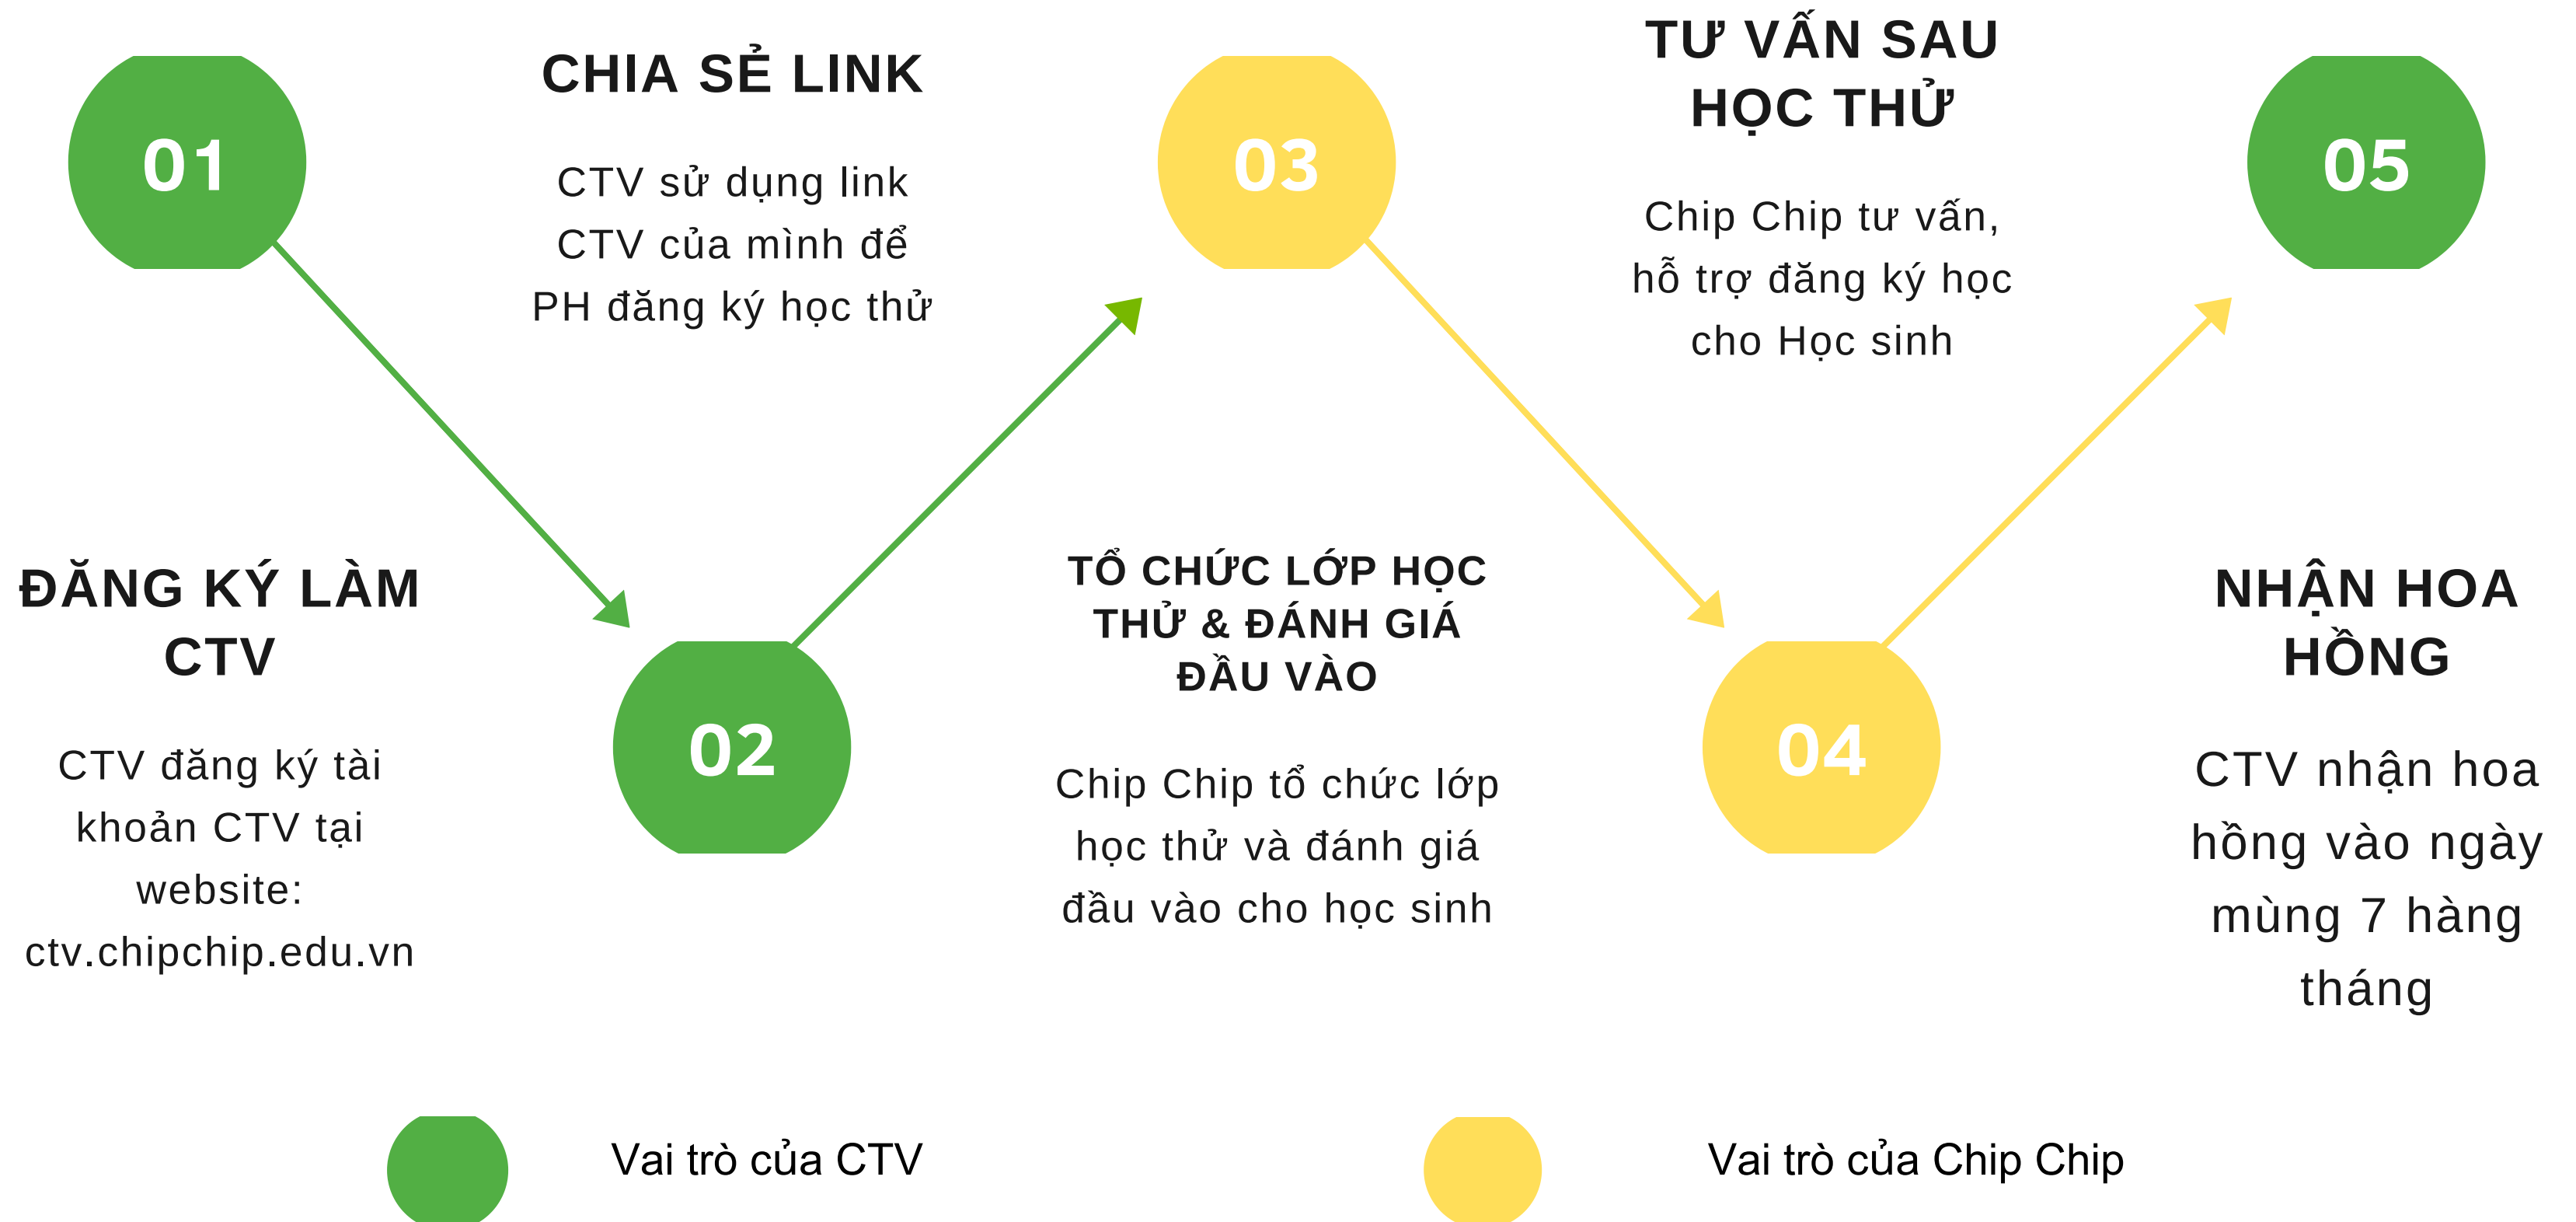 01
ĐĂNG KÝ LÀM
CTV
CTV đăng ký tài
khoản CTV tại
website:
ctv.chipchip.edu.vn
CHIA SẺ LINK
CTV sử dụng link
CTV của mình để
PH đăng ký học thử
02
03
TỔ CHỨC LỚP HỌC
THỬ & ĐÁNH GIÁ
ĐẦU VÀO
Chip Chip tổ chức lớp
học thử và đánh giá
đầu vào cho học sinh
TƯ VẤN SAU
HỌC THỬ
Chip Chip tư vấn,
hỗ trợ đăng ký học
cho Học sinh
04
05
NHẬN HOA
HỒNG
CTV nhận hoa
hồng vào ngày
mùng 7 hàng
tháng
Vai trò của CTV
Vai trò của Chip Chip